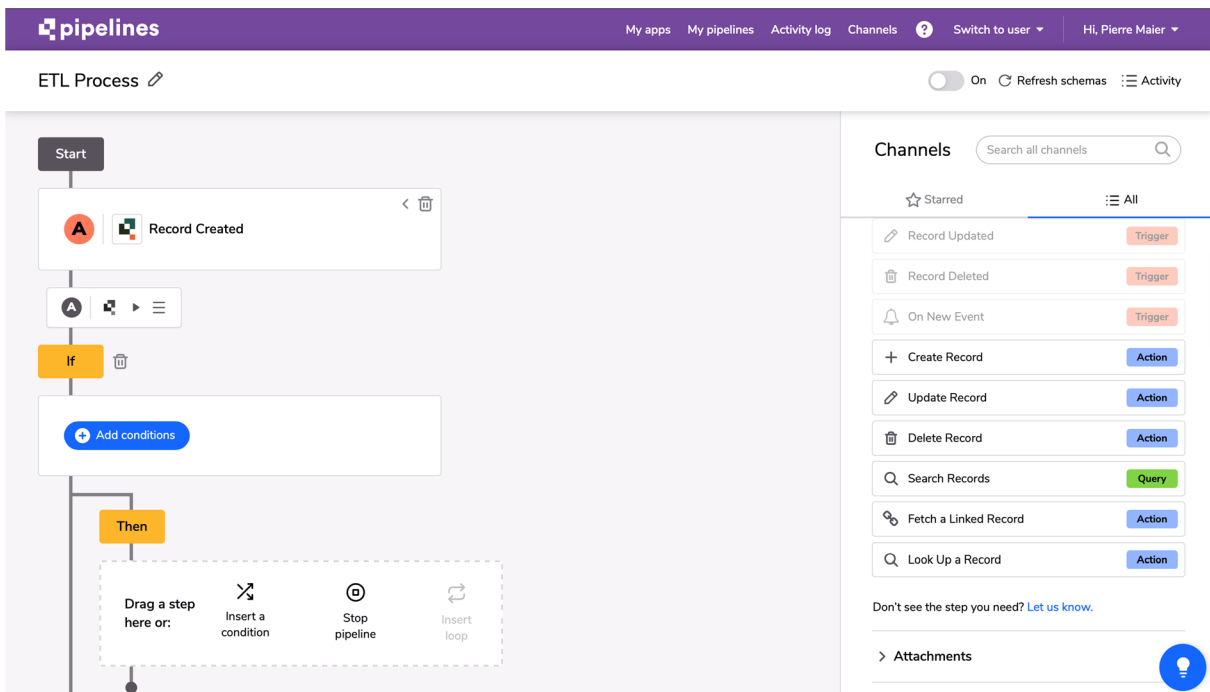 pipelines
My apps My pipelines Activity log Channels ? Switch to user Hi, Pierre Maier
ETL Process
On Refresh schemas Activity
Start
A Record Created
A
If
Add conditions
Then
Drag a step
here or:
Insert a
condition
Stop
pipeline
Insert
loop
Channels Search all channels
Starred All
Record Updated Trigger
Record Deleted Trigger
On New Event Trigger
Create Record Action
Update Record Action
Delete Record Action
Search Records Query
Fetch a Linked Record Action
Look Up a Record Action
Don't see the step you need? Let us know.
Attachments